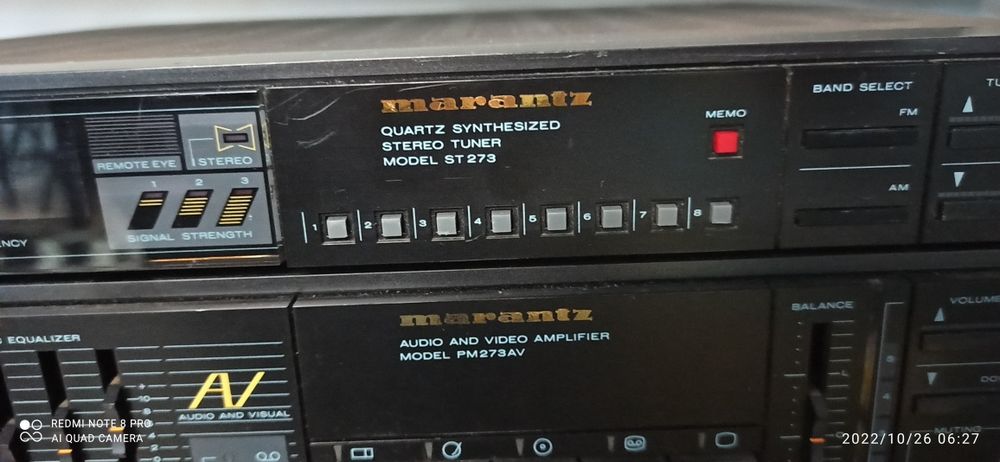 marantz
QUARTZ SYNTHESIZED
STEREO TUNER
MODEL ST273
MEMO
BAND SELECT
FM
AM
REMOTE EYE
STEREO
1 2 3
SIGNAL STRENGTH
1 2 3 4 5 6 7 8
marantz
AUDIO AND VIDEO AMPLIFIER
MODEL PM273AV
BALANCE
EQUALIZER
AV
AUDIO AND VISUAL
MUTING
REDMI NOTE 8 PRO
AI QUAD CAMERA
2022/10/26 06:27